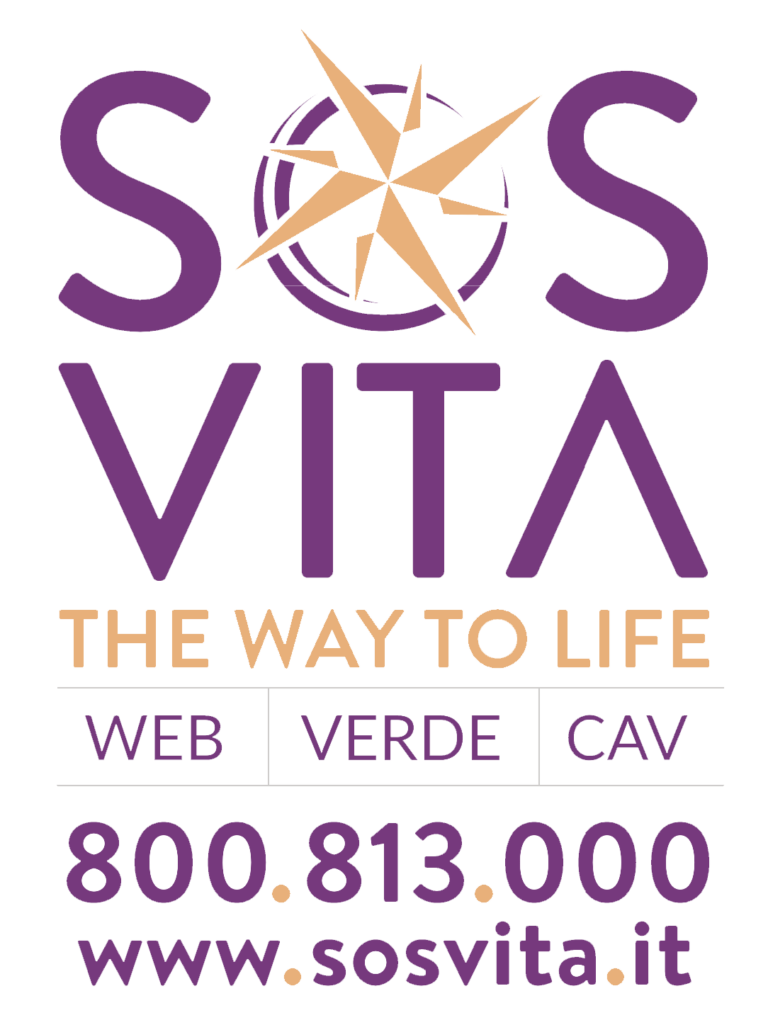 SOS
VITA
THE WAY TO LIFE
WEB VERDE CAV
800.813.000
www.sosvita.it